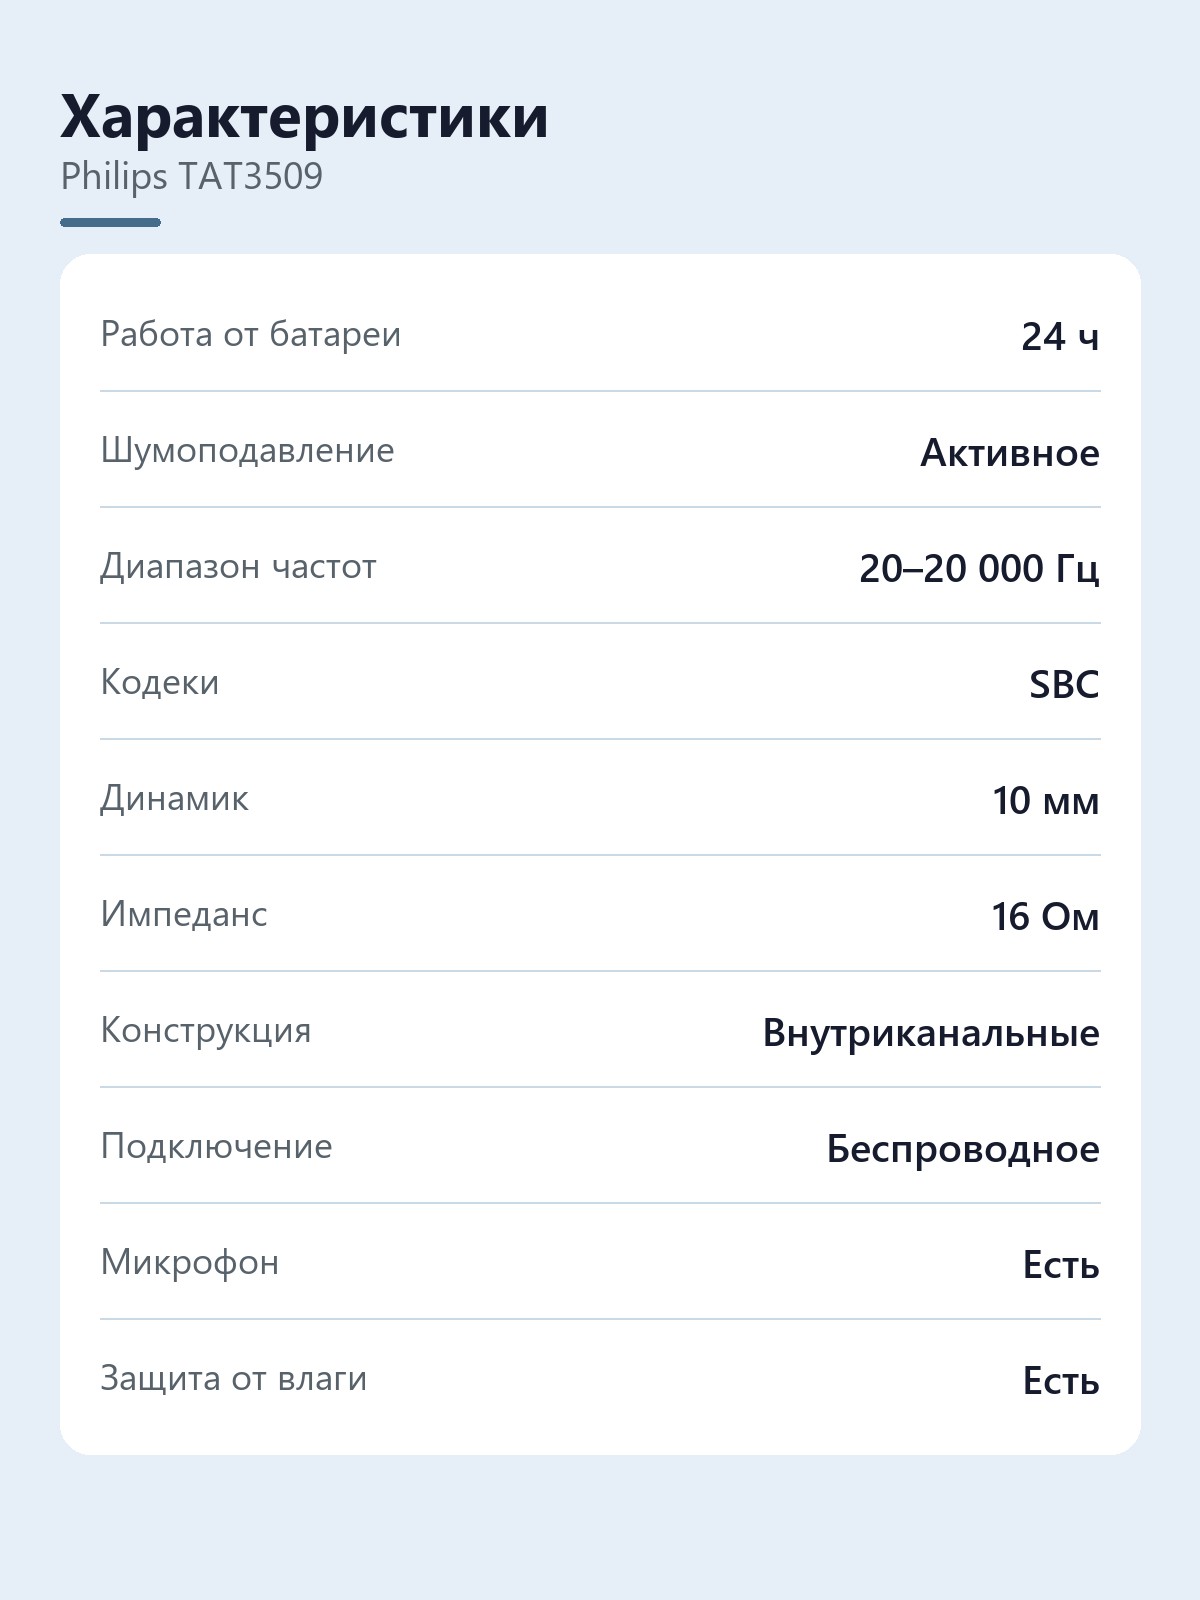 Характеристики
Philips TAT3509
Работа от батареи 24 ч
Шумоподавление Активное
Диапазон частот 20–20 000 Гц
Кодеки SBC
Динамик 10 мм
Импеданс 16 Ом
Конструкция Внутриканальные
Подключение Беспроводное
Микрофон Есть
Защита от влаги Есть